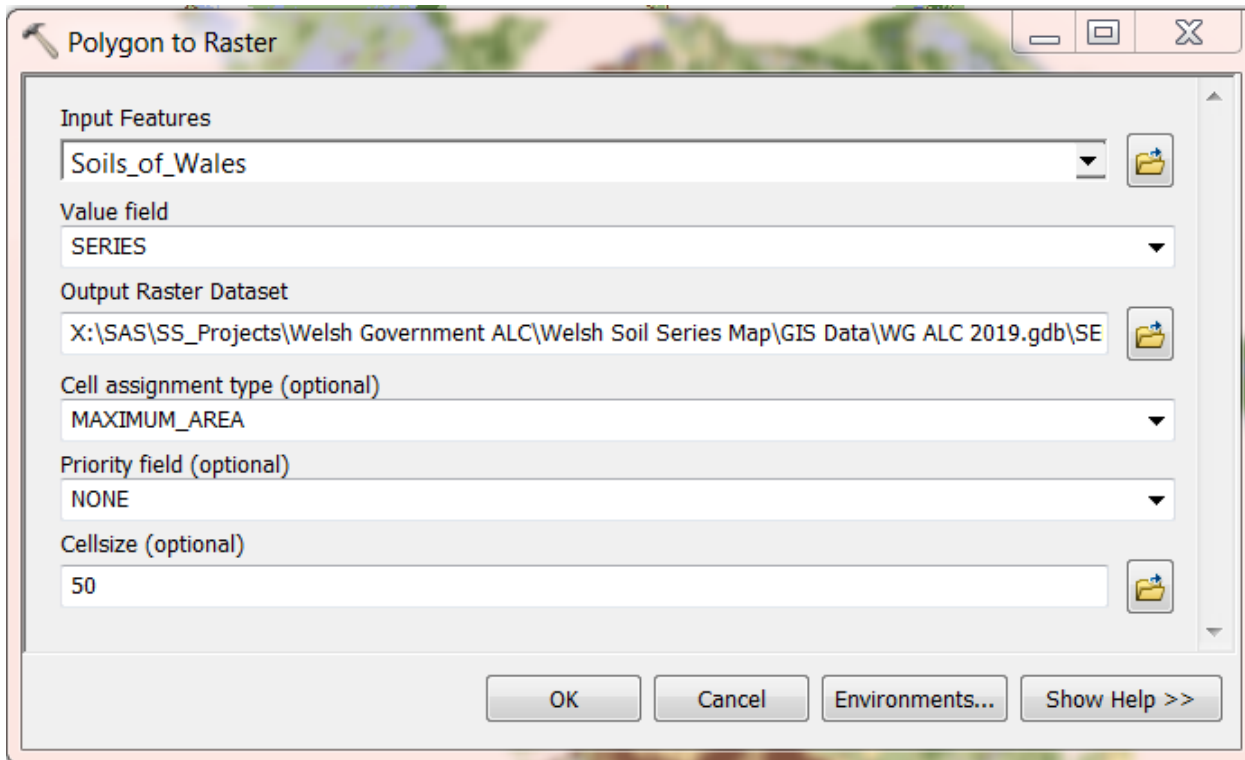 Polygon to Raster
Input Features
Soils_of_Wales
Value field
SERIES
Output Raster Dataset
X:\SAS\SS_Projects\Welsh Government ALC\Welsh Soil Series Map\GIS Data\WG ALC 2019.gdb\SE
Cell assignment type (optional)
MAXIMUM_AREA
Priority field (optional)
NONE
Cellsize (optional)
50
OK Cancel Environments... Show Help >>